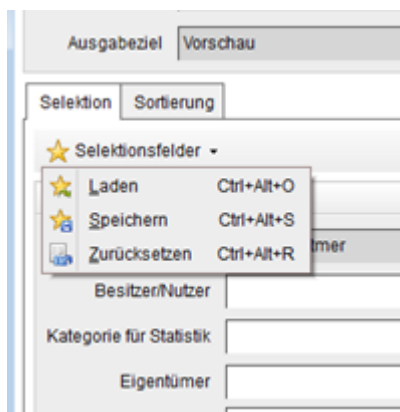 Ausgabeziel Vorschau
Selektion Sortierung
Selektionsfelder
Laden Ctrl+Alt+O
Speichern Ctrl+Alt+S
Zurücksetzen Ctrl+Alt+R
Besitzer/Nutzer
Kategorie für Statistik
Eigentümer